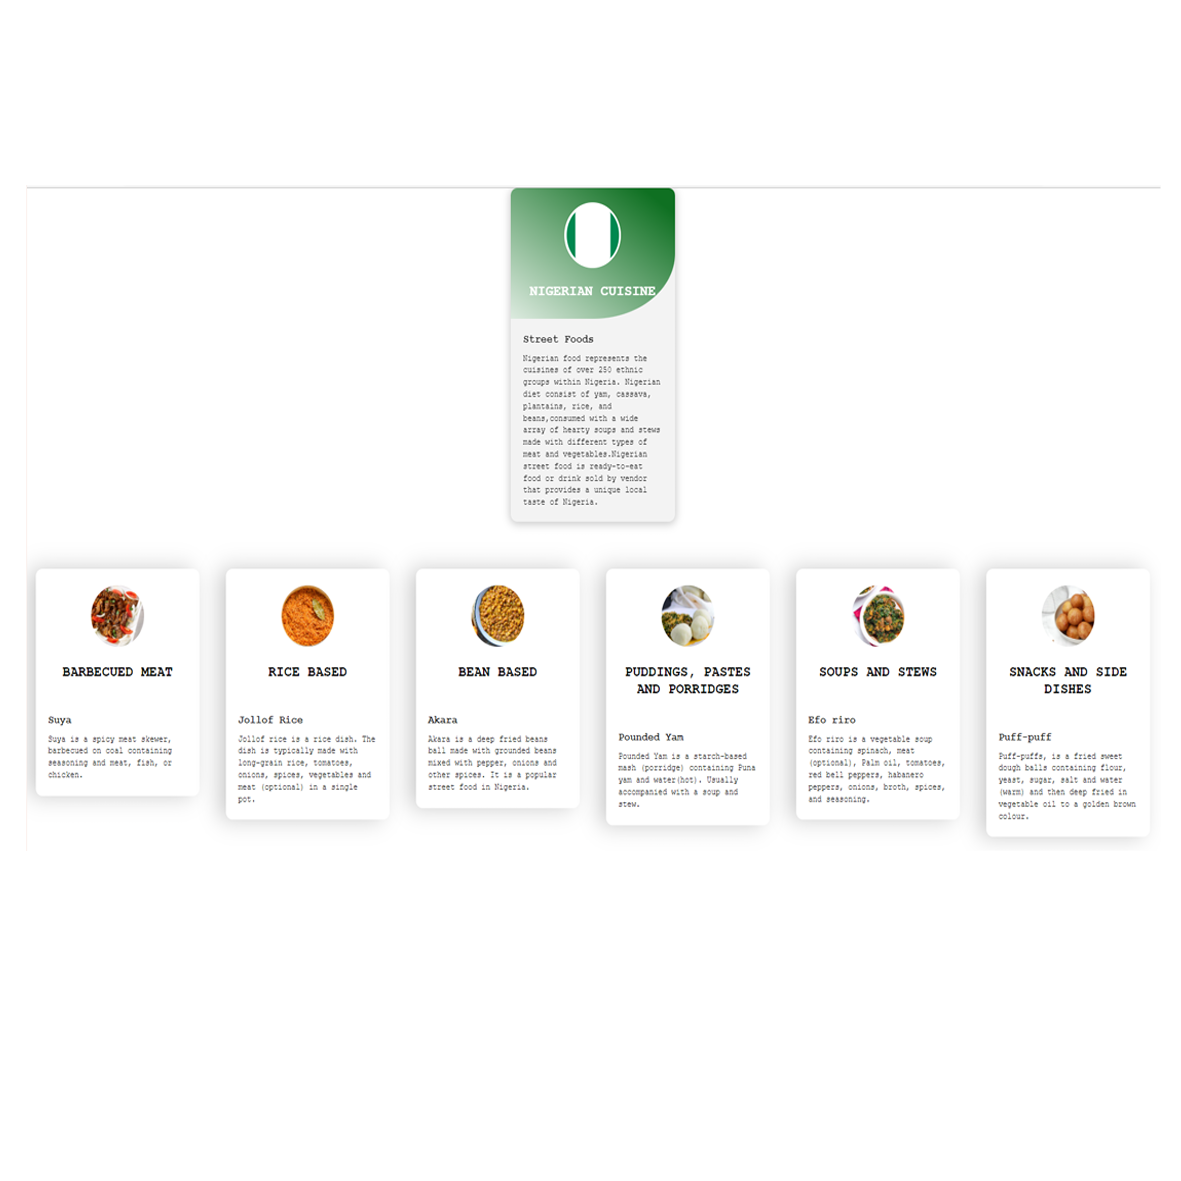 NIGERIAN CUISINE
Street Foods
Nigerian food represents the
cuisines of over 250 ethnic
groups within Nigeria. Nigerian
diet consist of yam, cassava,
plantains, rice, and
beans,consumed with a wide
array of hearty soups and stews
made with different types of
meat and vegetables.Nigerian
street food is ready-to-eat
food or drink sold by vendor
that provides a unique local
taste of Nigeria.
BARBECUED MEAT
Suya
Suya is a spicy meat skewer,
barbecued on coal containing
seasoning and meat, fish, or
chicken.
RICE BASED
Jollof Rice
Jollof rice is a rice dish. The
dish is typically made with
long-grain rice, tomatoes,
onions, spices, vegetables and
meat (optional) in a single
pot.
BEAN BASED
Akara
Akara is a deep fried beans
ball made with grounded beans
mixed with pepper, onions and
other spices. It is a popular
street food in Nigeria.
PUDDINGS, PASTES
AND PORRIDGES
Pounded Yam
Pounded Yam is a starch-based
mash (porridge) containing Puna
yam and water(hot). Usually
accompanied with a soup and
stew.
SOUPS AND STEWS
Efo riro
Efo riro is a vegetable soup
containing spinach, meat
(optional), Palm oil, tomatoes,
red bell peppers, habanero
peppers, onions, broth, spices,
and seasoning.
SNACKS AND SIDE
DISHES
Puff-puff
Puff-puffs, is a fried sweet
dough balls containing flour,
yeast, sugar, salt and water
(warm) and then deep fried in
vegetable oil to a golden brown
colour.